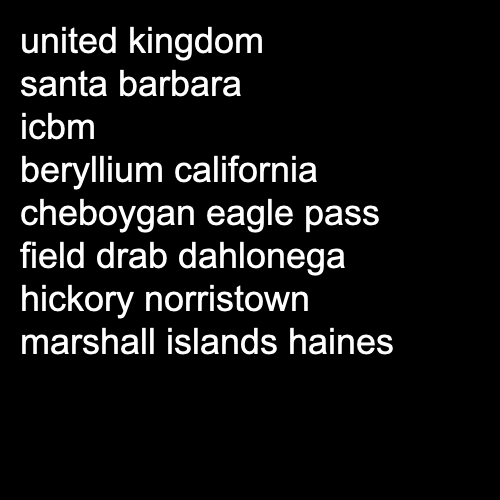 united kingdom
santa barbara
icbm
beryllium california
cheboygan eagle pass
field drab dahlonega
hickory norristown
marshall islands haines